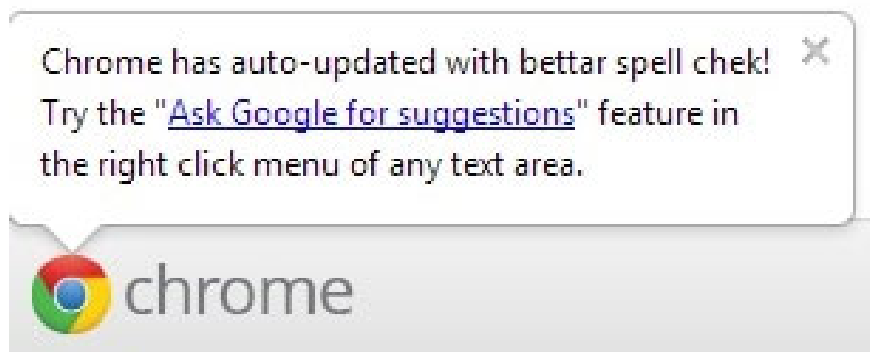 Chrome has auto-updated with bettar spell chek!
Try the "Ask Google for suggestions" feature in
the right click menu of any text area.
chrome